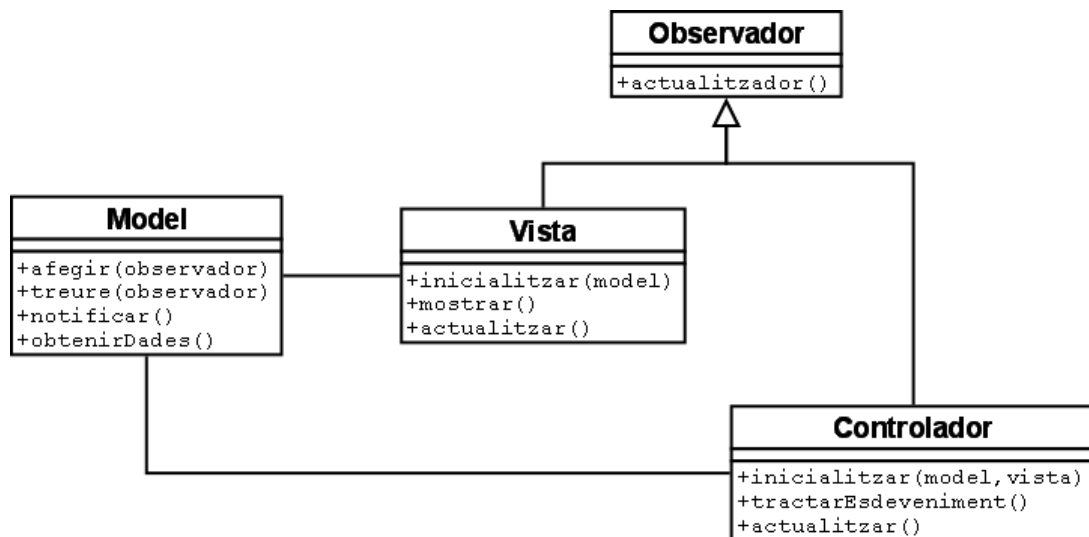 Observador
+actualitzador()
Model
+afegir(observador)
+treure(observador)
+notificar()
+obtenirDades()
Vista
+inicialitzar(model)
+mostrar()
+actualitzar()
Controlador
+inicialitzar(model,vista)
+tractarEsdeveniment()
+actualitzar()